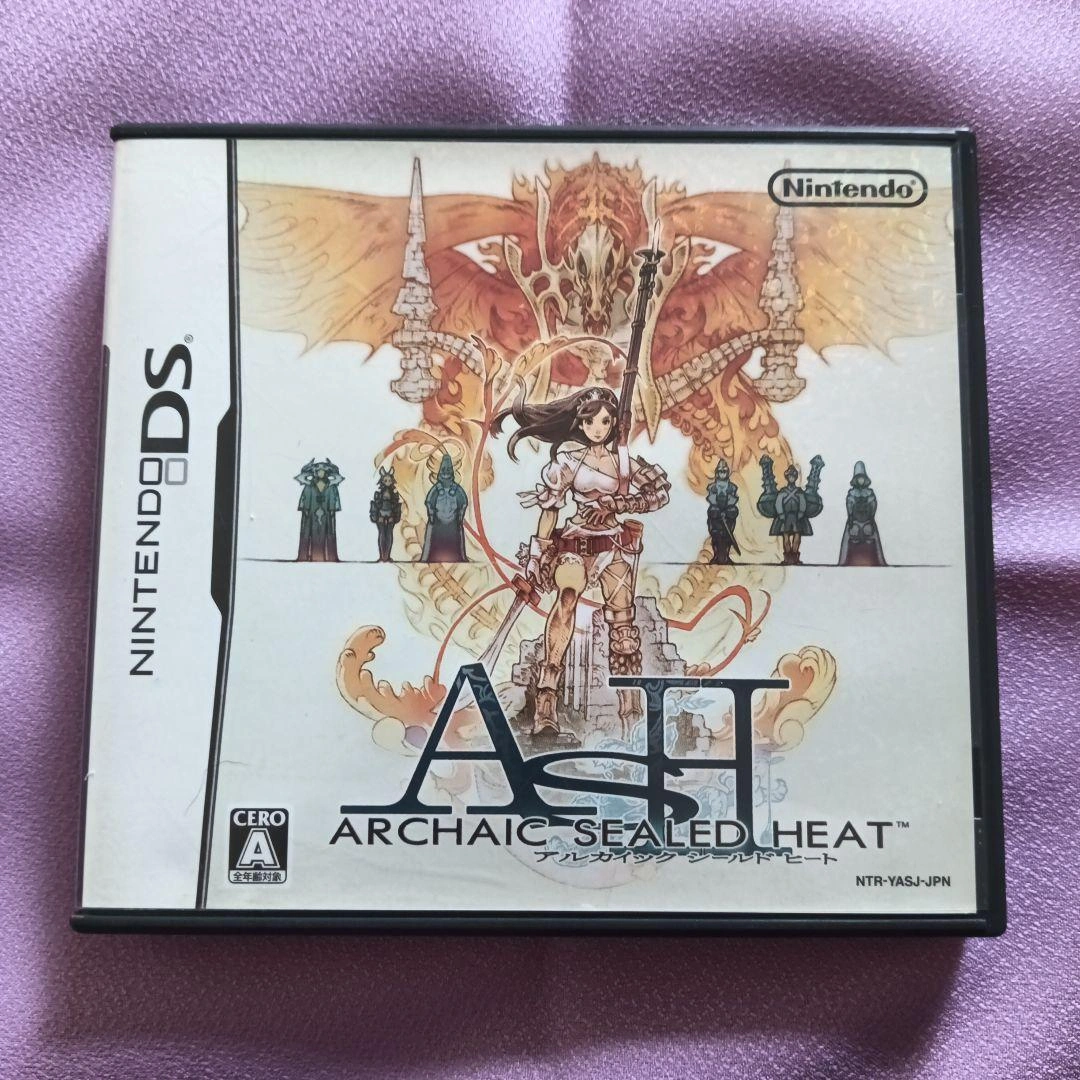 NINTENDO DS®
Nintendo®
ASH
ARCHAIC SEALED HEAT™
アルカイック シールド ヒート
CERO
A
全年齢対象
NTR-YASJ-JPN